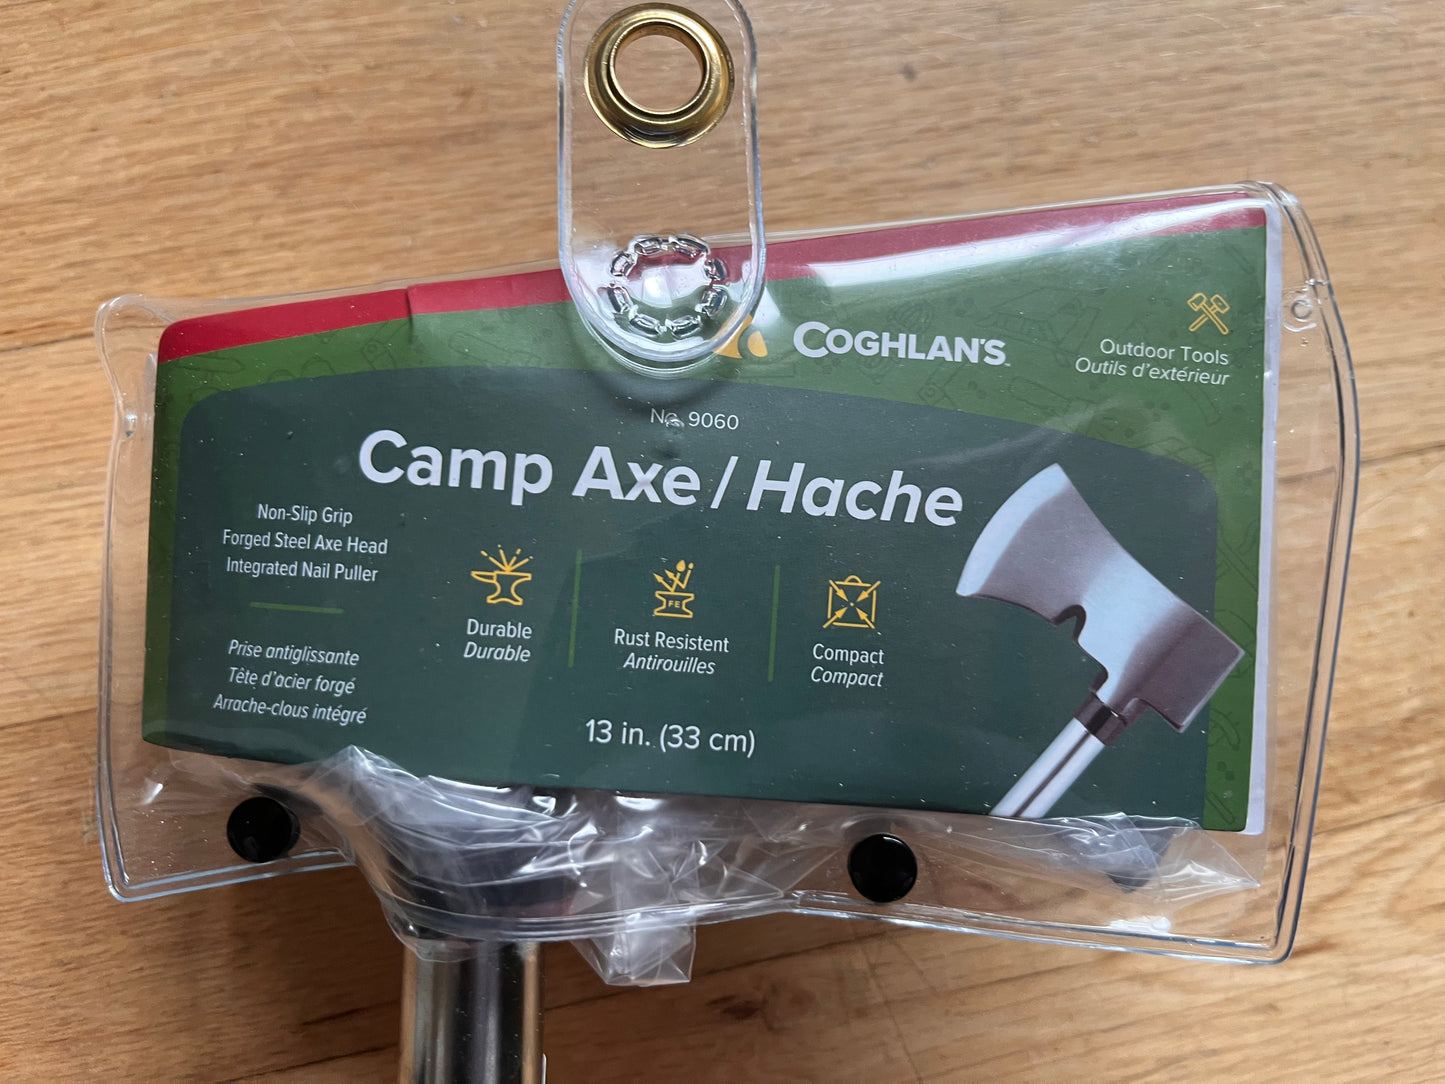 COGHLAN'S
Outdoor Tools
Outils d'extérieur
No. 9060
Camp Axe / Hache
Non-Slip Grip
Forged Steel Axe Head
Integrated Nail Puller
Prise antiglissante
Tête d'acier forgé
Arrache-clous intégré
Durable
Durable
FE
Rust Resistent
Antirouilles
Compact
Compact
13 in. (33 cm)